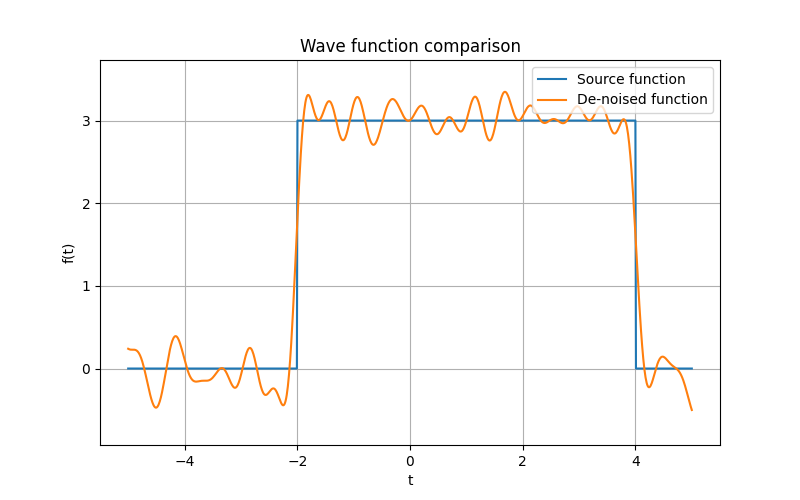 Wave function comparison
Source function
De-noised function
f(t)
3
2
1
0
−4
−2
0
2
4
t